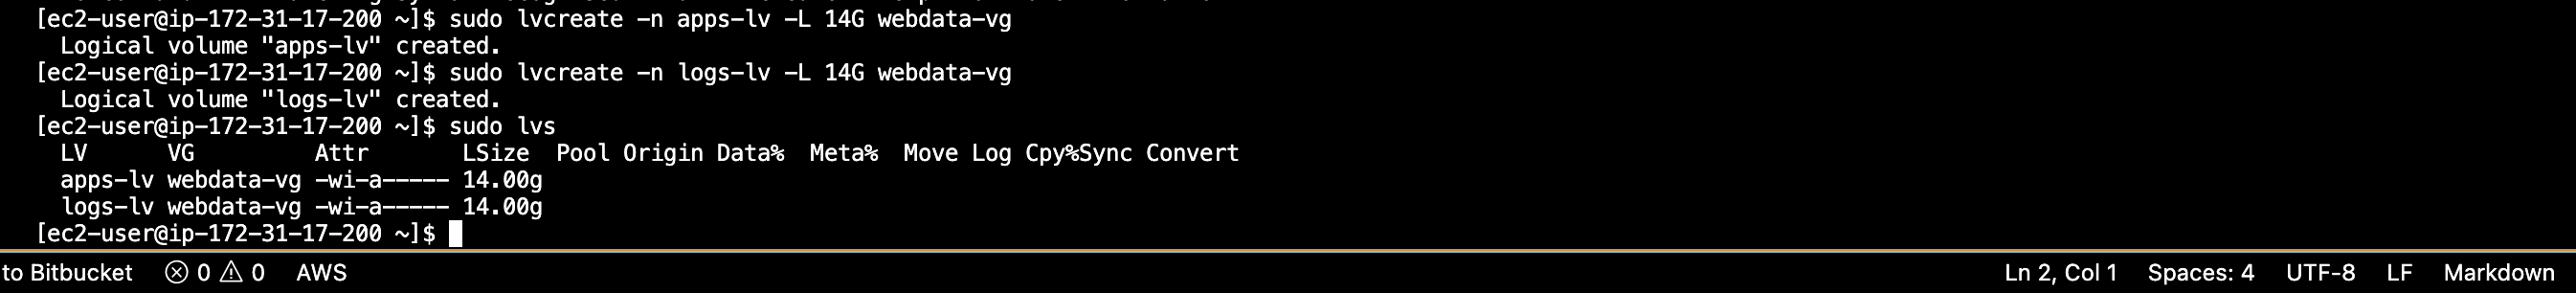 [ec2-user@ip-172-31-17-200 ~]$ sudo lvcreate -n apps-lv -L 14G webdata-vg
  Logical volume "apps-lv" created.
[ec2-user@ip-172-31-17-200 ~]$ sudo lvcreate -n logs-lv -L 14G webdata-vg
  Logical volume "logs-lv" created.
[ec2-user@ip-172-31-17-200 ~]$ sudo lvs
  LV      VG         Attr       LSize  Pool Origin Data%  Meta%  Move Log Cpy%Sync Convert
  apps-lv webdata-vg -wi-a----- 14.00g
  logs-lv webdata-vg -wi-a----- 14.00g
[ec2-user@ip-172-31-17-200 ~]$
to Bitbucket 0 0 AWS Ln 2, Col 1 Spaces: 4 UTF-8 LF Markdown